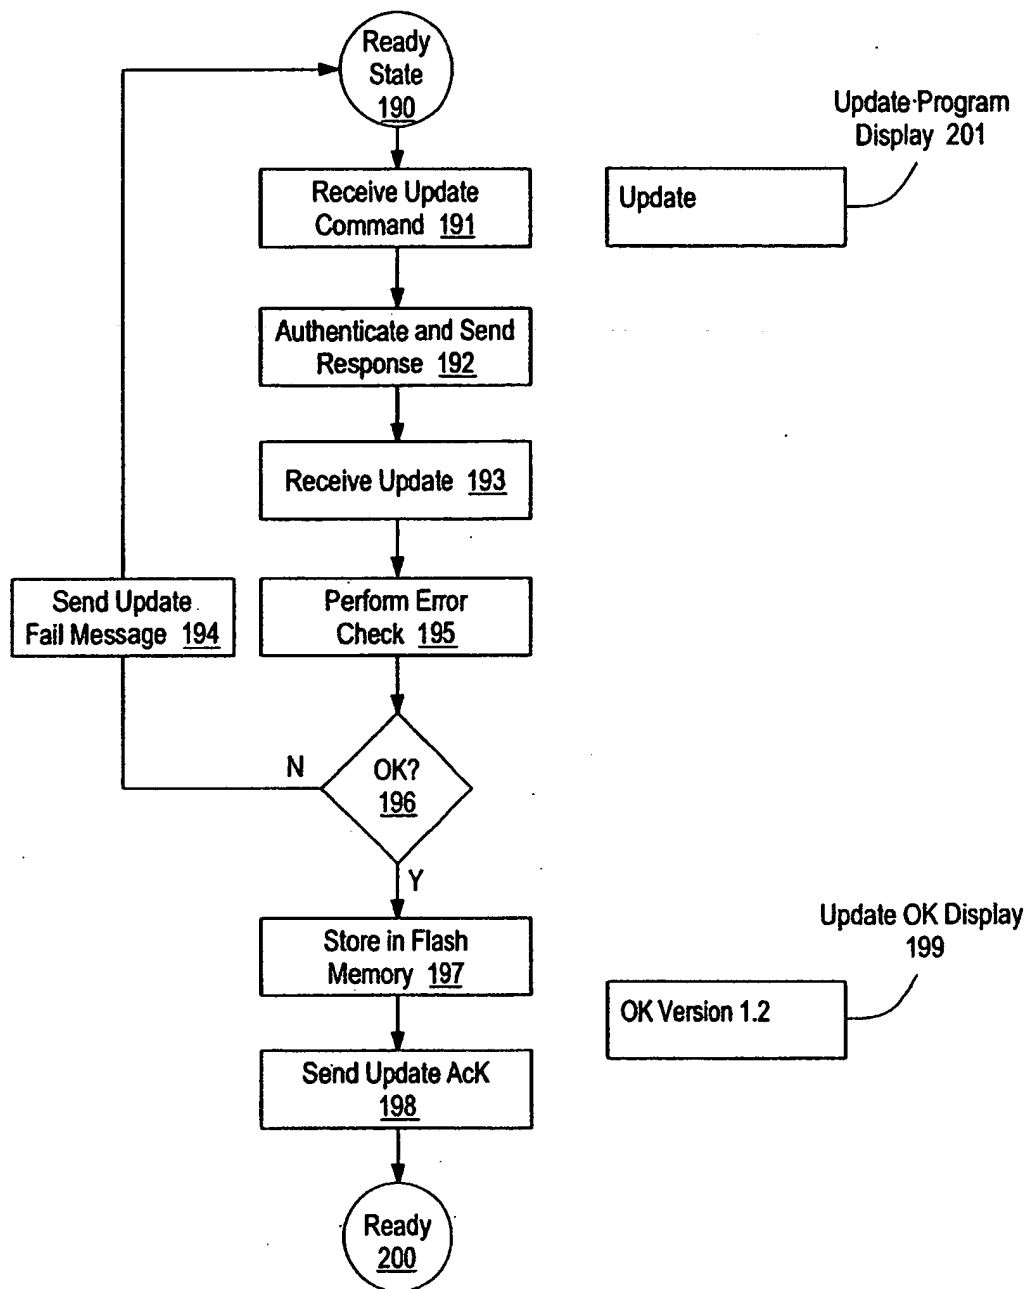 Ready
State
190
Update Program
Display 201
Receive Update
Command 191
Update
Authenticate and Send
Response 192
Receive Update 193
Send Update
Fail Message 194
Perform Error
Check 195
N
OK?
196
Y
Update OK Display
199
Store in Flash
Memory 197
OK Version 1.2
Send Update AcK
198
Ready
200